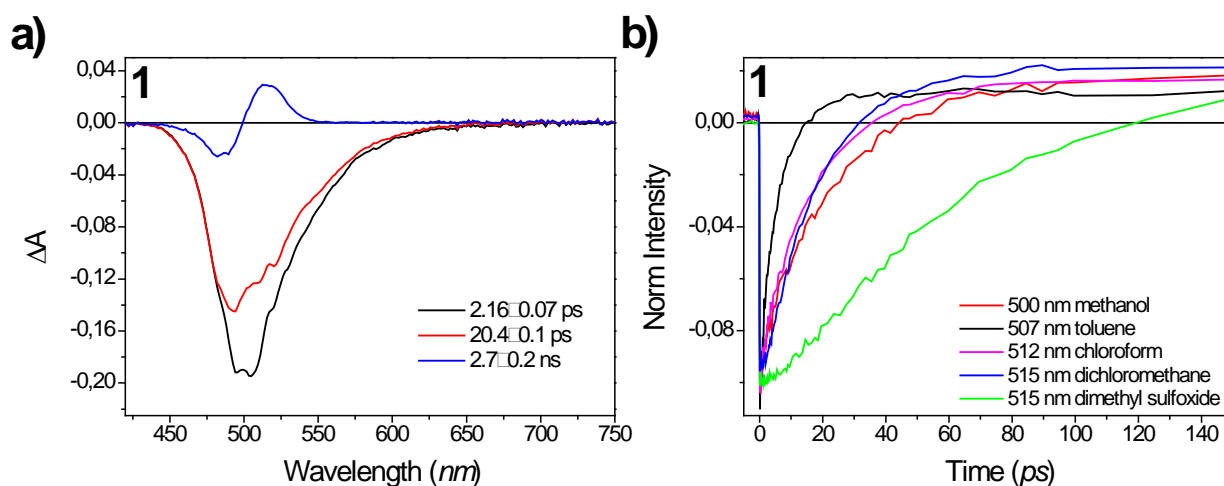 a)
1
0,04
0,00
-0,04
-0,08
-0,12
-0,16
-0,20
ΔA
2.16□0.07 ps
20.4□0.1 ps
2.7□0.2 ns
450 500 550 600 650 700 750
Wavelength (nm)
b)
1
0,00
-0,04
-0,08
Norm Intensity
500 nm methanol
507 nm toluene
512 nm chloroform
515 nm dichloromethane
515 nm dimethyl sulfoxide
0 20 40 60 80 100 120 140
Time (ps)